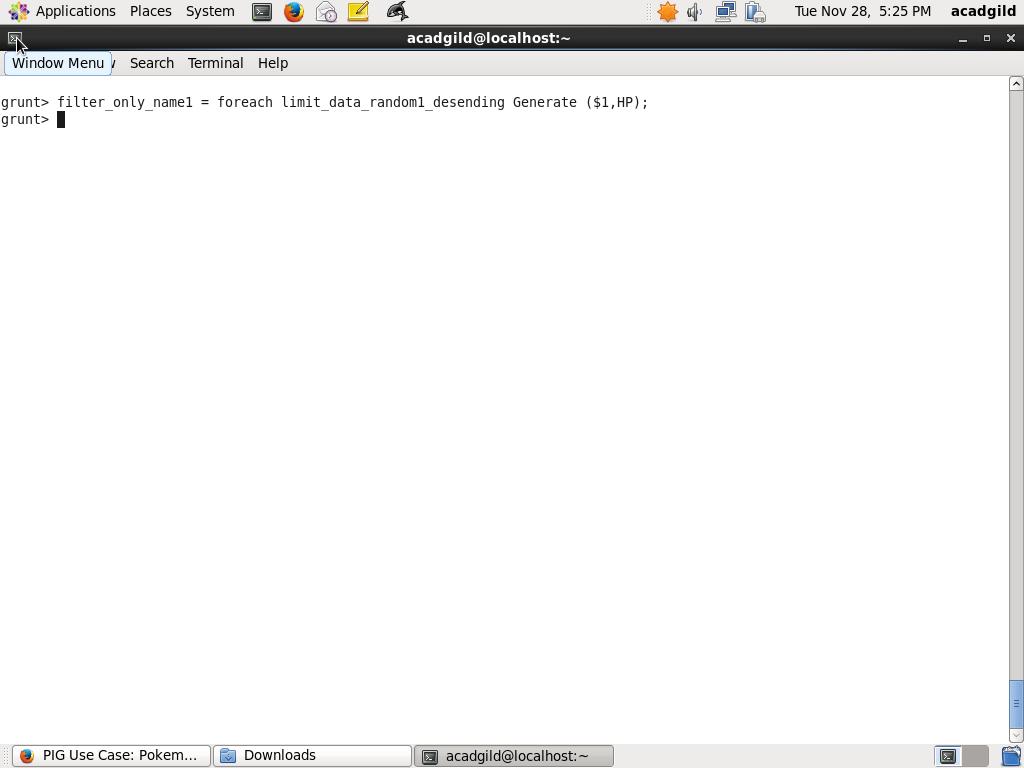 Applications Places System Tue Nov 28, 5:25 PM acadgild
acadgild@localhost:~
Window Menu Search Terminal Help
grunt> filter_only_name1 = foreach limit_data_random1_desending Generate ($1,HP);
grunt>
PIG Use Case: Pokem... Downloads acadgild@localhost:~